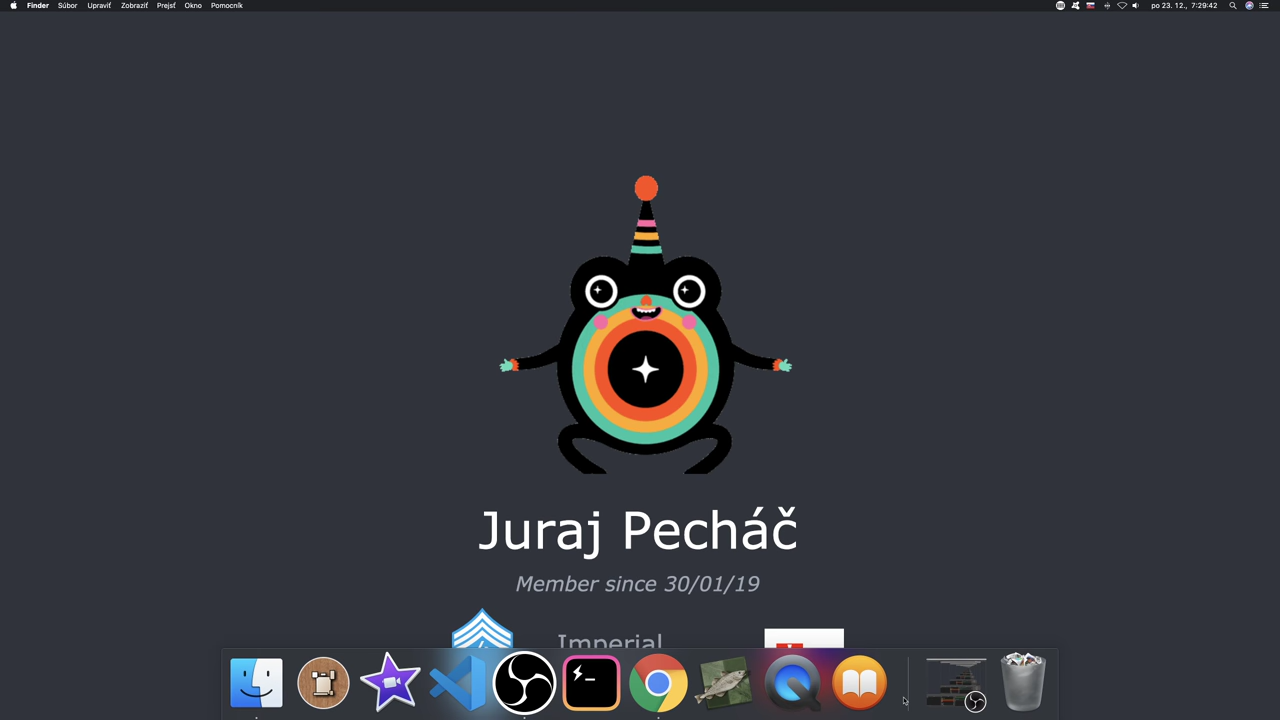 Finder Súbor Upraviť Zobraziť Prejsť Okno Pomocník po 23. 12., 7:29:42
Juraj Pecháč
Member since 30/01/19
Imperial